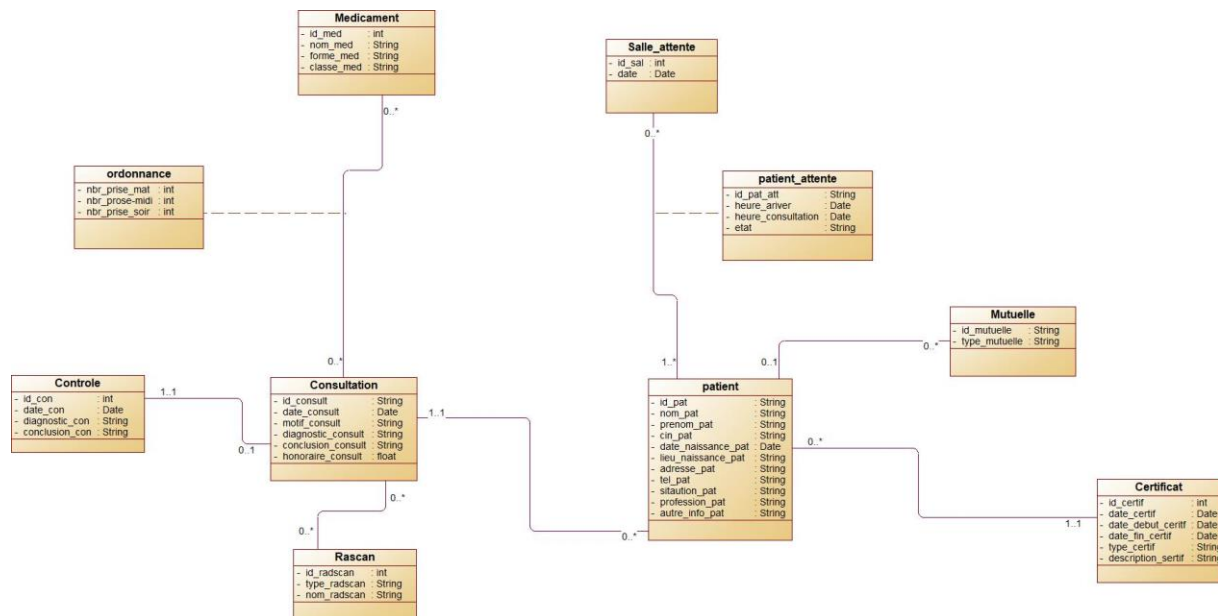 Medicament
- id_med : int
- nom_med : String
- forme_med : String
- classe_med : String
0..*
Salle_attente
- id_sal : int
- date : Date
0..*
ordonnance
- nbr_prise_mat : int
- nbr_prose-midi : int
- nbr_prise_soir : int
patient_attente
- id_pat_att : String
- heure_ariver : Date
- heure_consultation : Date
- etat : String
Mutuelle
- id_mutuelle : String
- type_mutuelle : String
0..*
0..1
0..*
1..*
Controle
- id_con : int
- date_con : Date
- diagnostic_con : String
- conclusion_con : String
1..1
0..1
Consultation
- id_consult : String
- date_consult : Date
- motif_consult : String
- diagnostic_consult : String
- conclusion_consult : String
- honoraire_consult : float
1..1
0..*
patient
- id_pat : String
- nom_pat : String
- prenom_pat : String
- cin_pat : String
- date_naissance_pat : Date
- lieu_naissance_pat : String
- adresse_pat : String
- tel_pat : String
- sitaution_pat : String
- profession_pat : String
- autre_info_pat : String
0..*
0..*
1..1
Certificat
- id_certif : int
- date_certif : Date
- date_debut_ceritf : Date
- date_fin_certif : Date
- type_certif : String
- description_sertif : String
0..*
Rascan
- id_radscan : int
- type_radscan : String
- nom_radscan : String